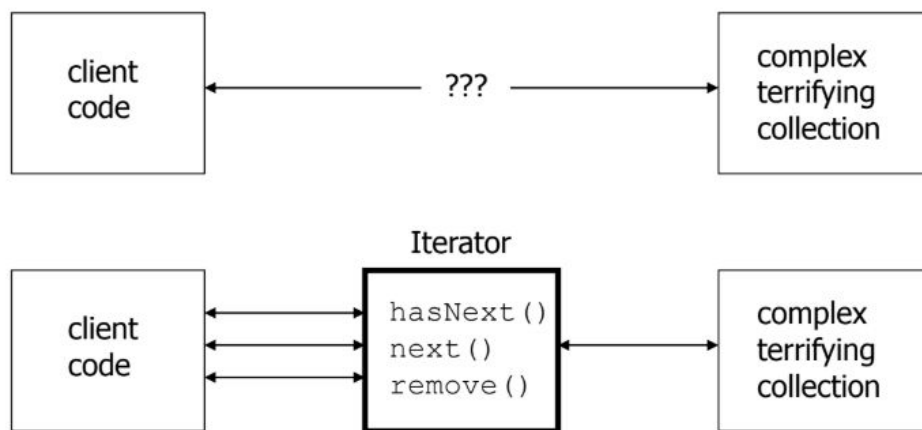 client
code
???
complex
terrifying
collection
Iterator
client
code
hasNext()
next()
remove()
complex
terrifying
collection